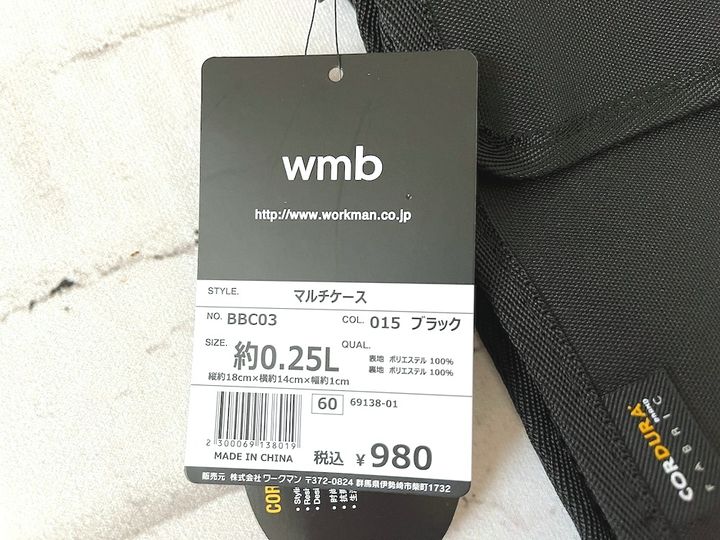 wmb
http://www.workman.co.jp
STYLE. マルチケース
NO. BBC03 COL. 015 ブラック
SIZE. 約0.25L QUAL. 表地 ポリエステル 100%
裏地 ポリエステル 100%
縦約18cm×横約14cm×幅約1cm
60 69138-01
2300069138019
MADE IN CHINA 税込 ¥980
販売元 株式会社 ワークマン 〒372-0824 群馬県伊勢崎市柴町1732
CORDURA
BRAND
FABRIC